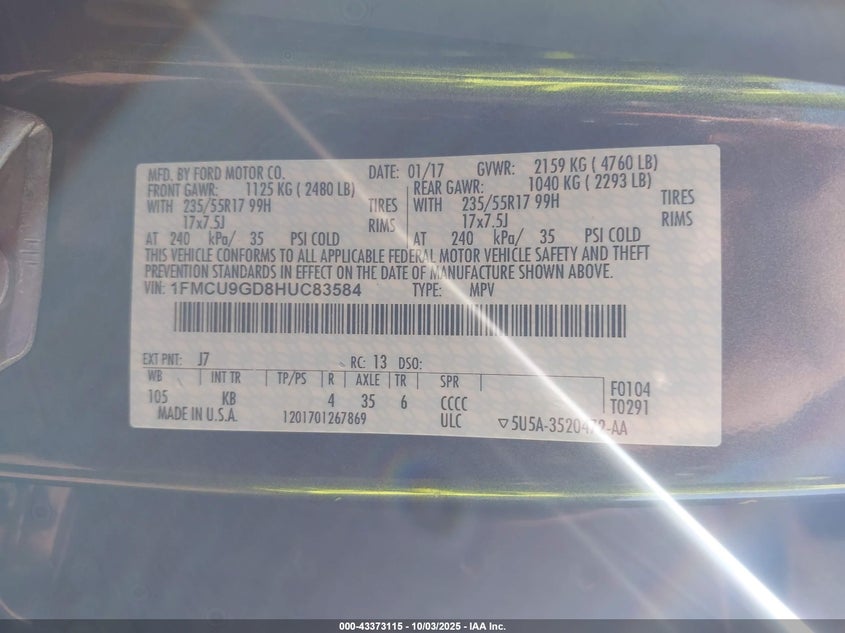 MFD. BY FORD MOTOR CO. DATE: 01/17 GVWR: 2159 KG ( 4760 LB)
FRONT GAWR: 1125 KG ( 2480 LB) REAR GAWR: 1040 KG ( 2293 LB)
WITH 235/55R17 99H TIRES WITH 235/55R17 99H TIRES
17x7.5J RIMS 17x7.5J RIMS
AT 240 kPa/ 35 PSI COLD AT 240 kPa/ 35 PSI COLD
THIS VEHICLE CONFORMS TO ALL APPLICABLE FEDERAL MOTOR VEHICLE SAFETY AND THEFT
PREVENTION STANDARDS IN EFFECT ON THE DATE OF MANUFACTURE SHOWN ABOVE.
VIN: 1FMCU9GD8HUC83584 TYPE: MPV
EXT PNT: J7 RC: 13 DSO:
WB INT TR TP/PS R AXLE TR SPR F0104
105 KB 4 35 6 CCCC T0291
MADE IN U.S.A. 1201701267869 ULC ▽5U5A-3520472-AA
000-43373115 - 10/03/2025 - IAA Inc.